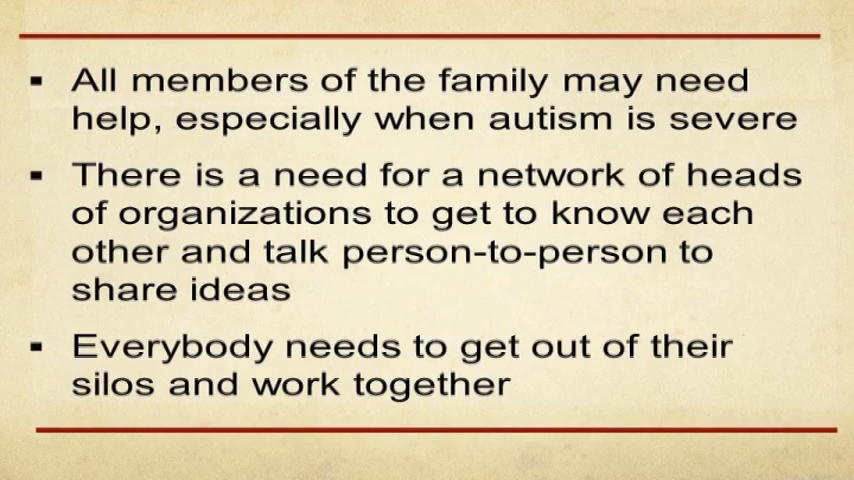 ▪ All members of the family may need
help, especially when autism is severe
▪ There is a need for a network of heads
of organizations to get to know each
other and talk person-to-person to
share ideas
▪ Everybody needs to get out of their
silos and work together